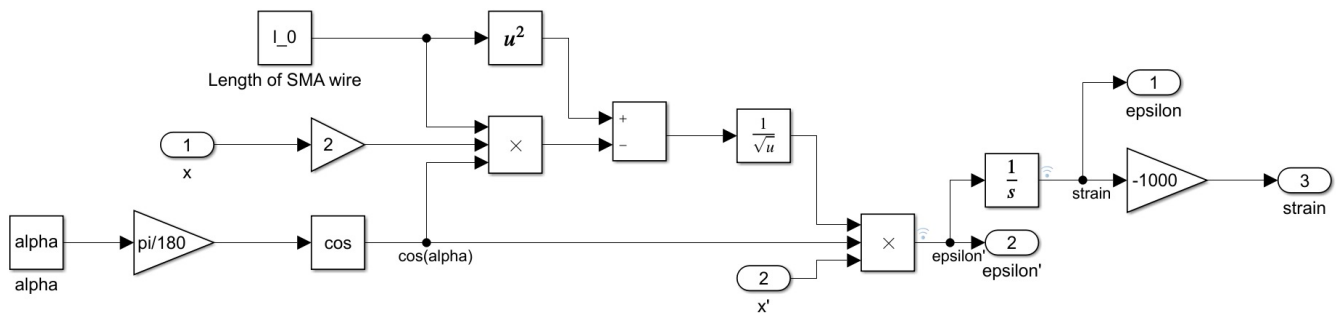 l_0
Length of SMA wire
u²
1
x
2
×
+
−
1
√u
alpha
alpha
pi/180
cos
cos(alpha)
2
x'
×
epsilon'
1
s
strain
1
epsilon
2
epsilon'
-1000
3
strain